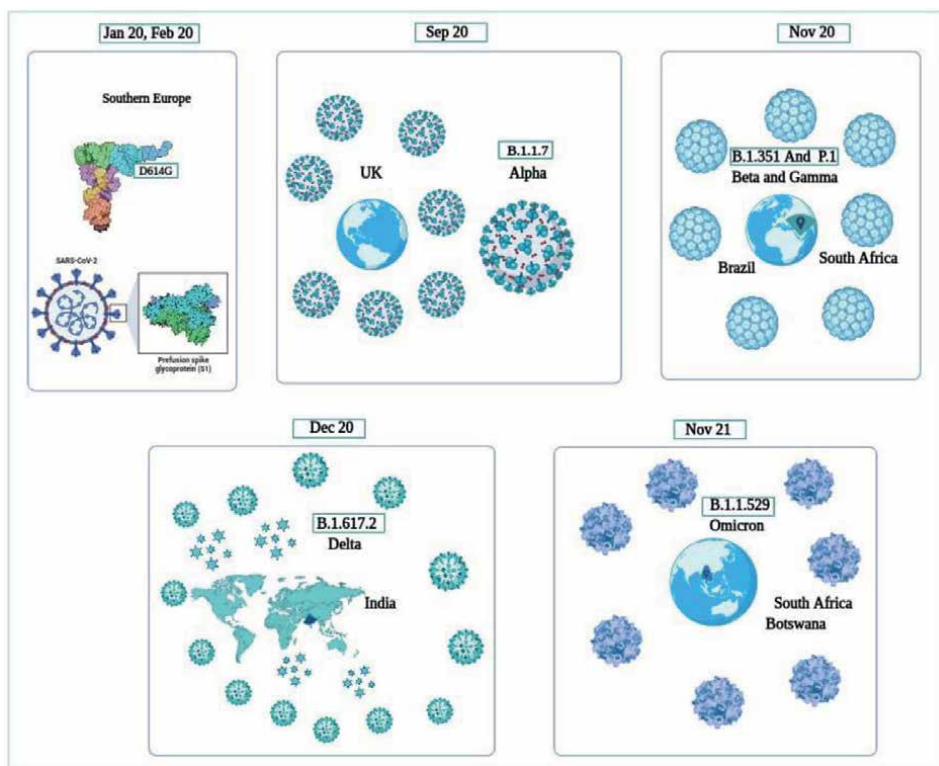 Jan 20, Feb 20
Southern Europe
D614G
SARS-CoV-2
Prefusion spike
glycoprotein (S1)
Sep 20
UK
B.1.1.7
Alpha
Nov 20
B.1.351 And P.1
Beta and Gamma
Brazil
South Africa
Dec 20
B.1.617.2
Delta
India
Nov 21
B.1.1.529
Omicron
South Africa
Botswana